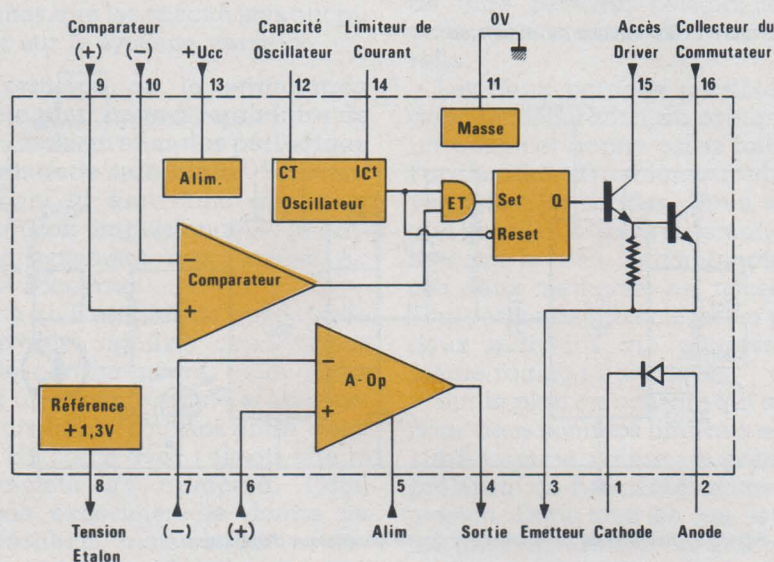 Comparateur
(+) (−)
9 10
+Ucc
13
Capacité
Oscillateur
12
Limiteur de
Courant
14
0V
11
Accès
Driver
15
Collecteur du
Commutateur
16
Masse
Alim.
CT ICt
Oscillateur
ET
Set Q
Reset
−
Comparateur
+
−
A-Op
+
Référence
+1,3V
8
Tension
Etalon
7
(−)
6
(+)
5
Alim
4
Sortie
3
Emetteur
1
Cathode
2
Anode